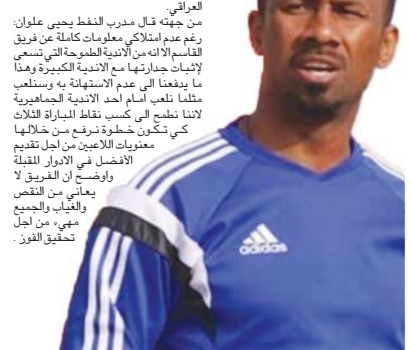 العراقي.
من جهته قال مدرب النفط يحيى علوان:
رغم عدم امتلاكي معلومات كاملة عن فريق
القاسم الا انه من الاندية الطموحة التي تسعى
لإثبات جدارتها مع الاندية الكبيرة وهذا
ما يدفعنا الى عدم الاستهانة به وسنلعب
مثلما نلعب امام احد الاندية الجماهيرية
لاننا نطمح الى كسب نقاط المباراة الثلاث
كي تكون خطوة نرفع من خلالها
معنويات اللاعبين من اجل تقديم
الأفضل في الادوار المقبلة
واوضح ان الفريق لا
يعاني من النقص
والغياب والجميع
مهيء من اجل
تحقيق الفوز .
adidas